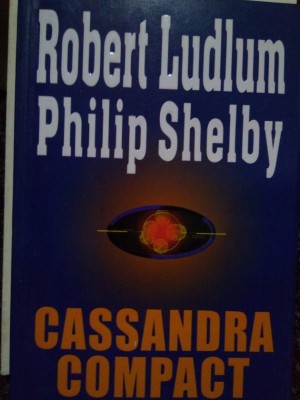 Robert Ludlum
Philip Shelby
CASSANDRA
COMPACT